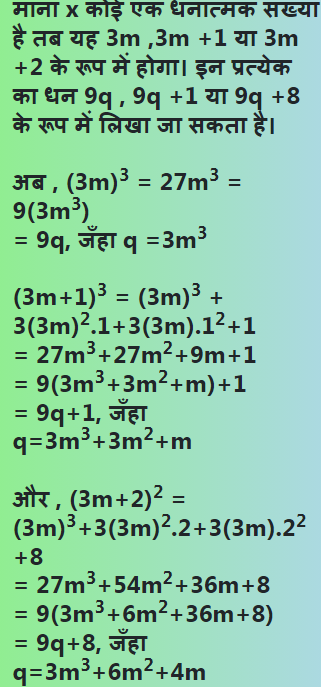 माना x कोई एक धनात्मक संख्या
है तब यह 3m ,3m +1 या 3m
+2 के रूप में होगा। इन प्रत्येक
का धन 9q , 9q +1 या 9q +8
के रूप में लिखा जा सकता है।
अब , (3m)³ = 27m³ =
9(3m³)
= 9q, जँहा q =3m³
(3m+1)³ = (3m)³ +
3(3m)².1+3(3m).1²+1
= 27m³+27m²+9m+1
= 9(3m³+3m²+m)+1
= 9q+1, जँहा
q=3m³+3m²+m
और , (3m+2)² =
(3m)³+3(3m)².2+3(3m).2²
+8
= 27m³+54m²+36m+8
= 9(3m³+6m²+36m+8)
= 9q+8, जँहा
q=3m³+6m²+4m